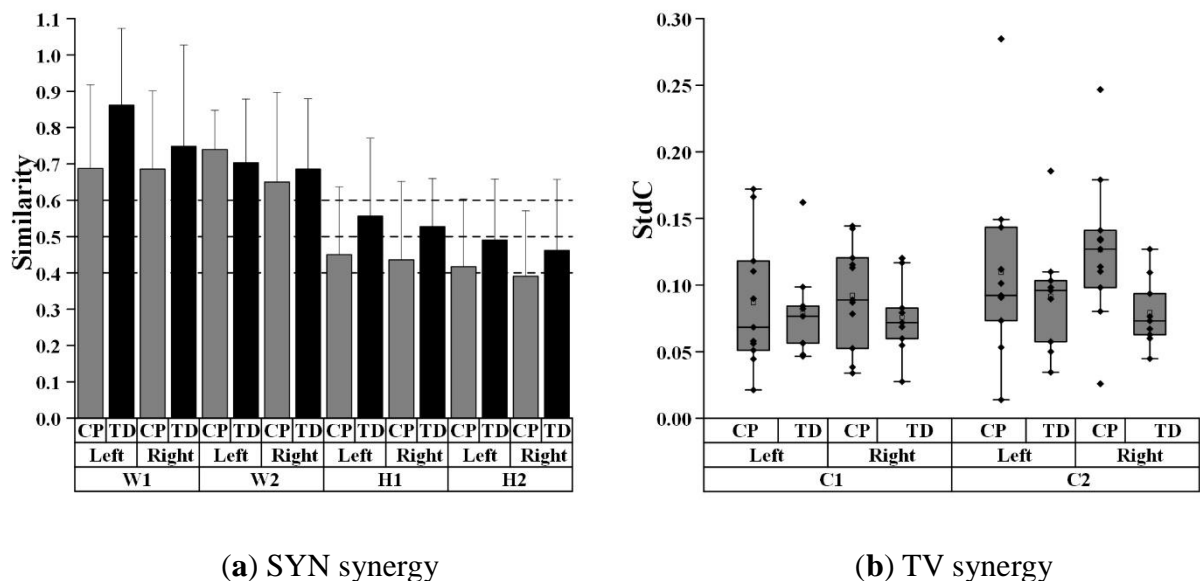 1.1
1.0
0.9
0.8
0.7
0.6
0.5
0.4
0.3
0.2
0.1
0.0
Similarity
CP TD CP TD CP TD CP TD CP TD CP TD CP TD CP TD
Left Right Left Right Left Right Left Right
W1 W2 H1 H2
(a) SYN synergy
0.30
0.25
0.20
0.15
0.10
0.05
0.00
StdC
CP TD CP TD CP TD CP TD
Left Right Left Right
C1 C2
(b) TV synergy